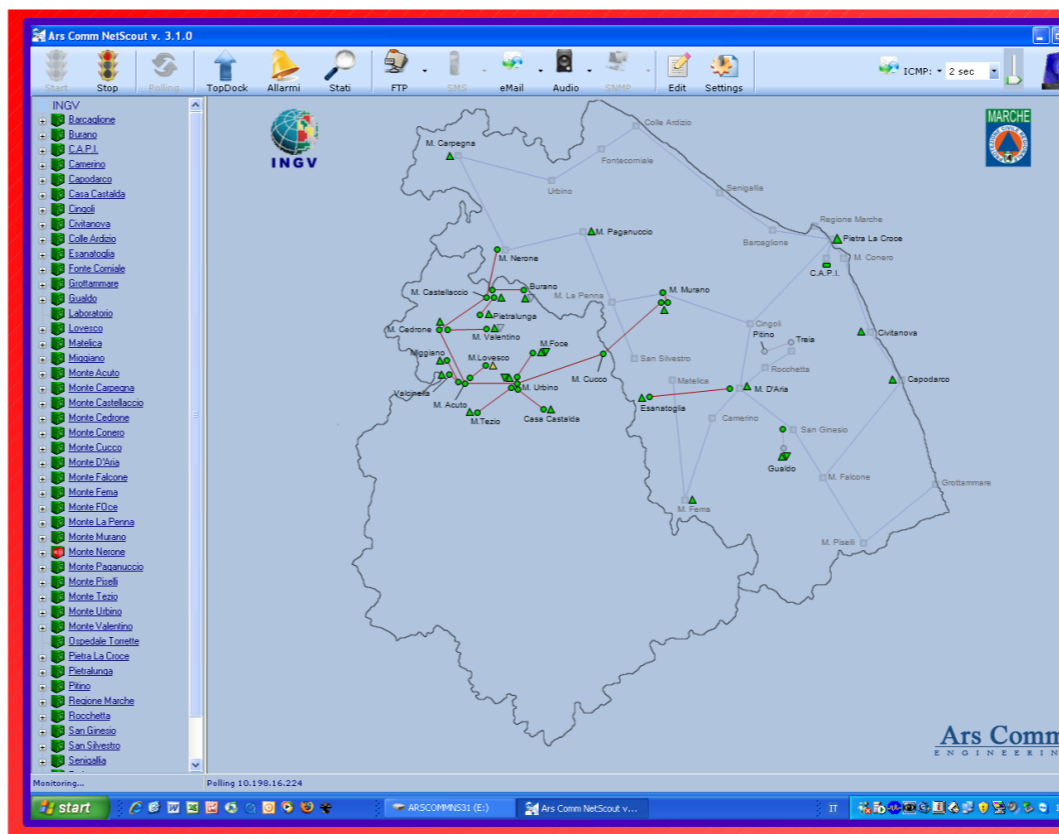 Ars Comm NetScout v. 3.1.0
Start Stop Polling TopDock Allarmi Stati FTP SMS eMail Audio SNMP Edit Settings ICMP: 2 sec
INGV
Barcaglione
Burano
C.A.P.I.
Camerino
Capodarco
Casa Castalda
Cingoli
Civitanova
Colle Ardizio
Esanatoglia
Fonte Corniale
Grottammare
Gualdo
Laboratorio
Lovesco
Matelica
Miggiano
Monte Acuto
Monte Carpegna
Monte Castellaccio
Monte Cedrone
Monte Conero
Monte Cucco
Monte D'Aria
Monte Falcone
Monte Fema
Monte FOce
Monte La Penna
Monte Murano
Monte Nerone
Monte Paganuccio
Monte Piselli
Monte Tezio
Monte Urbino
Monte Valentino
Ospedale Torrette
Pietra La Croce
Pietralunga
Pitino
Regione Marche
Rocchetta
San Ginesio
San Silvestro
Senigallia
INGV
MARCHE
Colle Ardizio
M. Carpegna
Fontecorniale
Urbino
Senigallia
Regione Marche
M. Paganuccio
Barcaglione
Pietra La Croce
M. Nerone
M. Conero
C.A.P.I.
Burano
M. Castellaccio
M. La Penna
M. Murano
Pietralunga
M. Cedrone
M. Valentino
Cingoli
Civitanova
Pitino
Treia
M.Foce
Miggiano
M.Lovesco
San Silvestro
M. Cucco
Rocchetta
Matelica
Capodarco
Valcinella
M. Urbino
M. D'Aria
M. Acuto
Esanatoglia
M.Tezio
Casa Castalda
Camerino
San Ginesio
Gualdo
M. Falcone
Grottammare
M. Fema
M. Piselli
Ars Comm
ENGINEERIN
Monitoring... Polling 10.198.16.224
start ARSCOMMNS31 (E:) Ars Comm NetScout v... IT